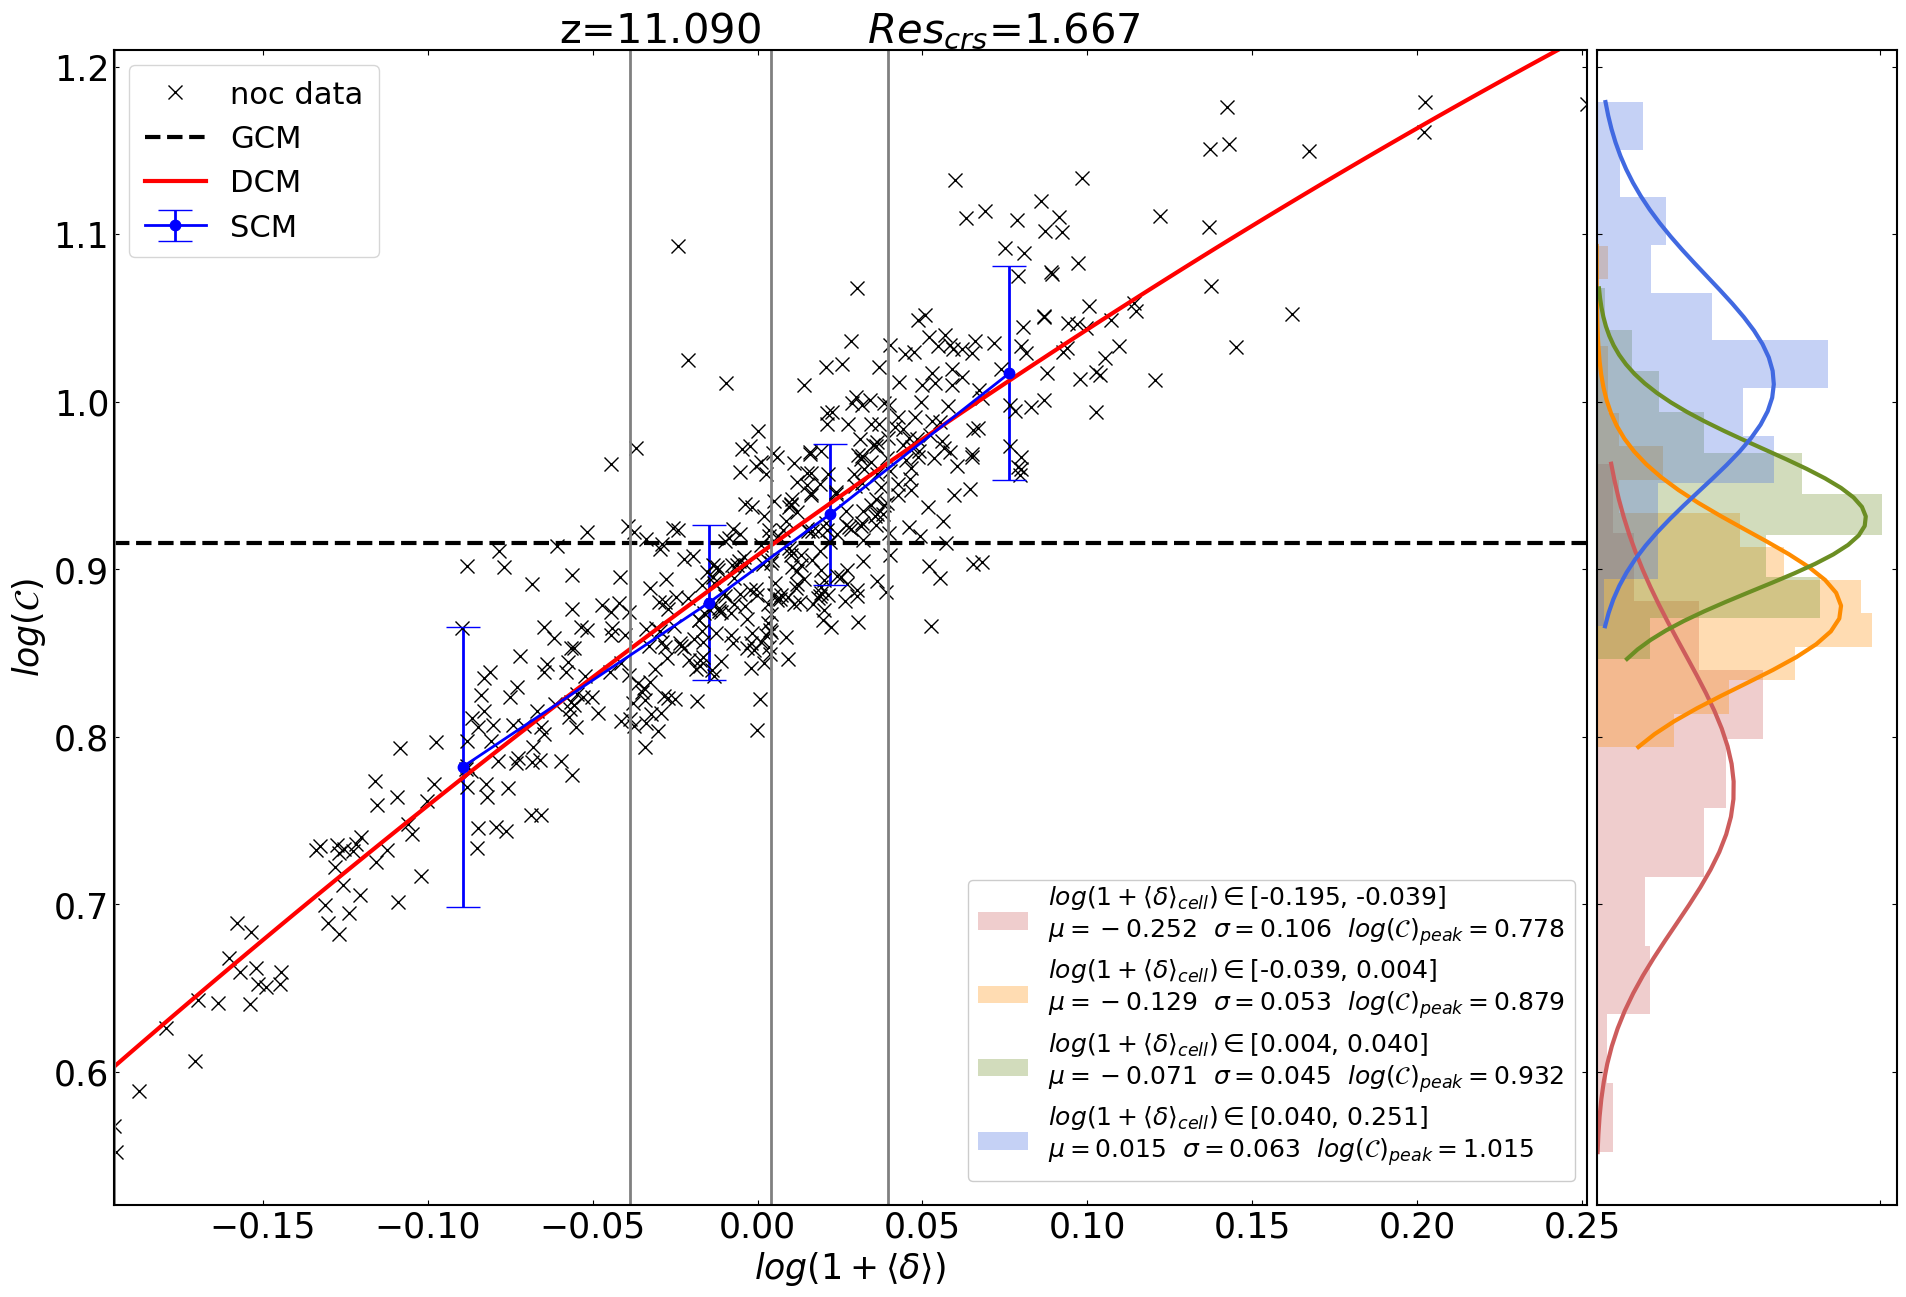 z=11.090 Res_crs=1.667
noc data
GCM
DCM
SCM
1.2
1.1
1.0
0.9
0.8
0.7
0.6
log(𝒞)
log(1 + ⟨δ⟩_cell) ∈ [-0.195, -0.039]
μ = −0.252 σ = 0.106 log(𝒞)_peak = 0.778
log(1 + ⟨δ⟩_cell) ∈ [-0.039, 0.004]
μ = −0.129 σ = 0.053 log(𝒞)_peak = 0.879
log(1 + ⟨δ⟩_cell) ∈ [0.004, 0.040]
μ = −0.071 σ = 0.045 log(𝒞)_peak = 0.932
log(1 + ⟨δ⟩_cell) ∈ [0.040, 0.251]
μ = 0.015 σ = 0.063 log(𝒞)_peak = 1.015
−0.15 −0.10 −0.05 0.00 0.05 0.10 0.15 0.20 0.25
log(1 + ⟨δ⟩)